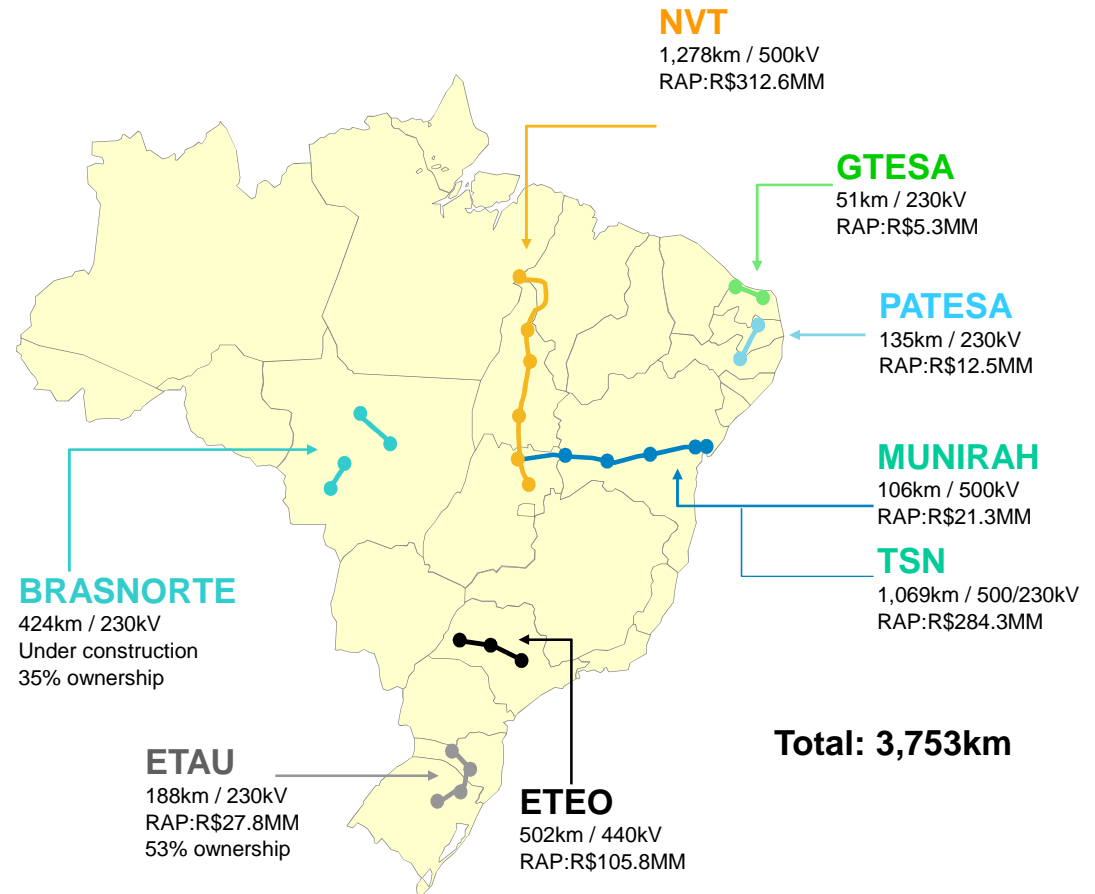 NVT
1,278km / 500kV
RAP:R$312.6MM
GTESA
51km / 230kV
RAP:R$5.3MM
PATESA
135km / 230kV
RAP:R$12.5MM
MUNIRAH
106km / 500kV
RAP:R$21.3MM
TSN
1,069km / 500/230kV
RAP:R$284.3MM
BRASNORTE
424km / 230kV
Under construction
35% ownership
Total: 3,753km
ETAU
188km / 230kV
RAP:R$27.8MM
53% ownership
ETEO
502km / 440kV
RAP:R$105.8MM